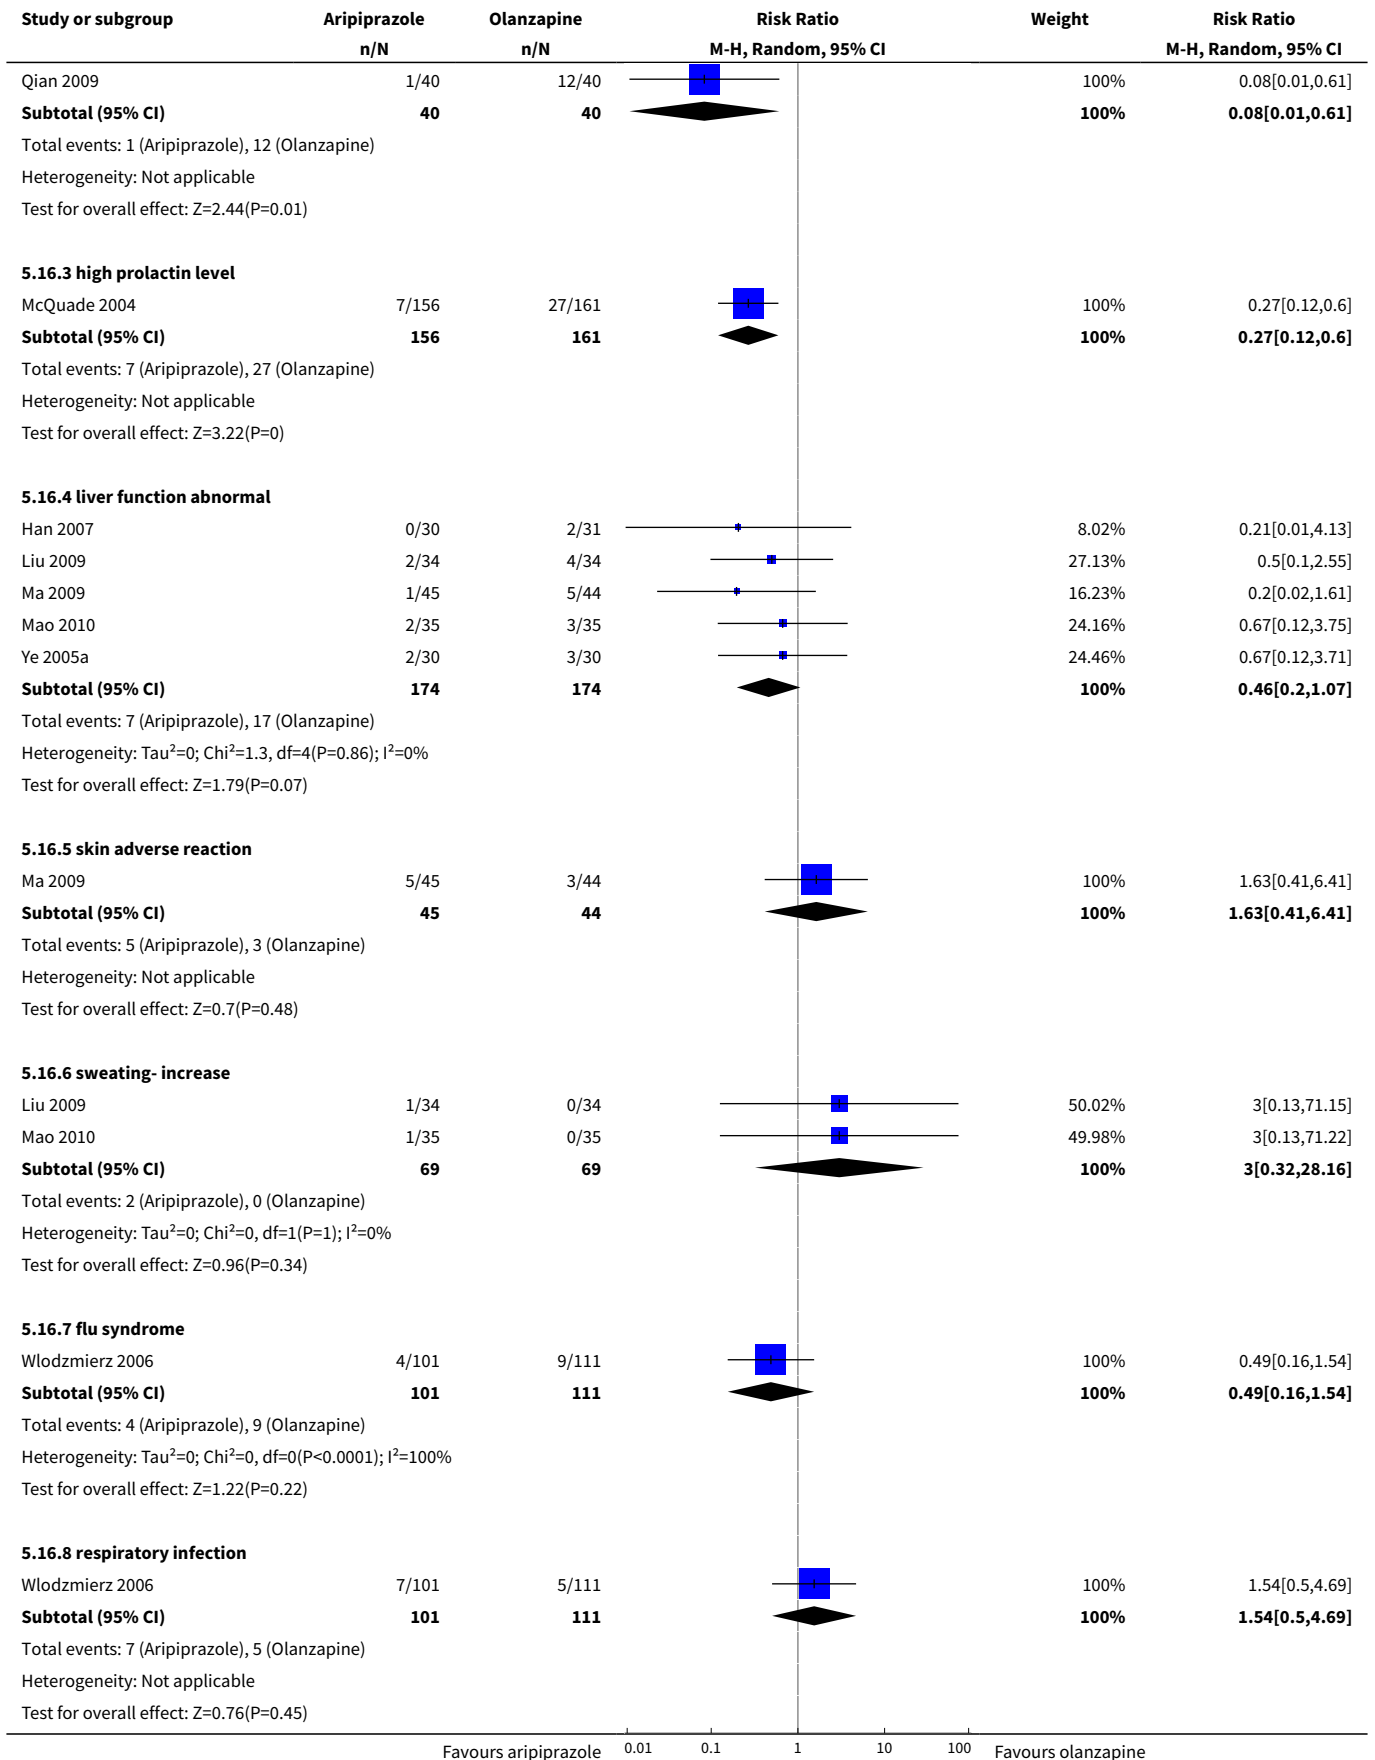 Study or subgroup Aripiprazole Olanzapine Risk Ratio Weight Risk Ratio
n/N n/N M-H, Random, 95% CI M-H, Random, 95% CI
Qian 2009 1/40 12/40 100% 0.08[0.01,0.61]
Subtotal (95% CI) 40 40 100% 0.08[0.01,0.61]
Total events: 1 (Aripiprazole), 12 (Olanzapine)
Heterogeneity: Not applicable
Test for overall effect: Z=2.44(P=0.01)
5.16.3 high prolactin level
McQuade 2004 7/156 27/161 100% 0.27[0.12,0.6]
Subtotal (95% CI) 156 161 100% 0.27[0.12,0.6]
Total events: 7 (Aripiprazole), 27 (Olanzapine)
Heterogeneity: Not applicable
Test for overall effect: Z=3.22(P=0)
5.16.4 liver function abnormal
Han 2007 0/30 2/31 8.02% 0.21[0.01,4.13]
Liu 2009 2/34 4/34 27.13% 0.5[0.1,2.55]
Ma 2009 1/45 5/44 16.23% 0.2[0.02,1.61]
Mao 2010 2/35 3/35 24.16% 0.67[0.12,3.75]
Ye 2005a 2/30 3/30 24.46% 0.67[0.12,3.71]
Subtotal (95% CI) 174 174 100% 0.46[0.2,1.07]
Total events: 7 (Aripiprazole), 17 (Olanzapine)
Heterogeneity: Tau²=0; Chi²=1.3, df=4(P=0.86); I²=0%
Test for overall effect: Z=1.79(P=0.07)
5.16.5 skin adverse reaction
Ma 2009 5/45 3/44 100% 1.63[0.41,6.41]
Subtotal (95% CI) 45 44 100% 1.63[0.41,6.41]
Total events: 5 (Aripiprazole), 3 (Olanzapine)
Heterogeneity: Not applicable
Test for overall effect: Z=0.7(P=0.48)
5.16.6 sweating- increase
Liu 2009 1/34 0/34 50.02% 3[0.13,71.15]
Mao 2010 1/35 0/35 49.98% 3[0.13,71.22]
Subtotal (95% CI) 69 69 100% 3[0.32,28.16]
Total events: 2 (Aripiprazole), 0 (Olanzapine)
Heterogeneity: Tau²=0; Chi²=0, df=1(P=1); I²=0%
Test for overall effect: Z=0.96(P=0.34)
5.16.7 flu syndrome
Wlodzmierz 2006 4/101 9/111 100% 0.49[0.16,1.54]
Subtotal (95% CI) 101 111 100% 0.49[0.16,1.54]
Total events: 4 (Aripiprazole), 9 (Olanzapine)
Heterogeneity: Tau²=0; Chi²=0, df=0(P<0.0001); I²=100%
Test for overall effect: Z=1.22(P=0.22)
5.16.8 respiratory infection
Wlodzmierz 2006 7/101 5/111 100% 1.54[0.5,4.69]
Subtotal (95% CI) 101 111 100% 1.54[0.5,4.69]
Total events: 7 (Aripiprazole), 5 (Olanzapine)
Heterogeneity: Not applicable
Test for overall effect: Z=0.76(P=0.45)
Favours aripiprazole 0.01 0.1 1 10 100 Favours olanzapine